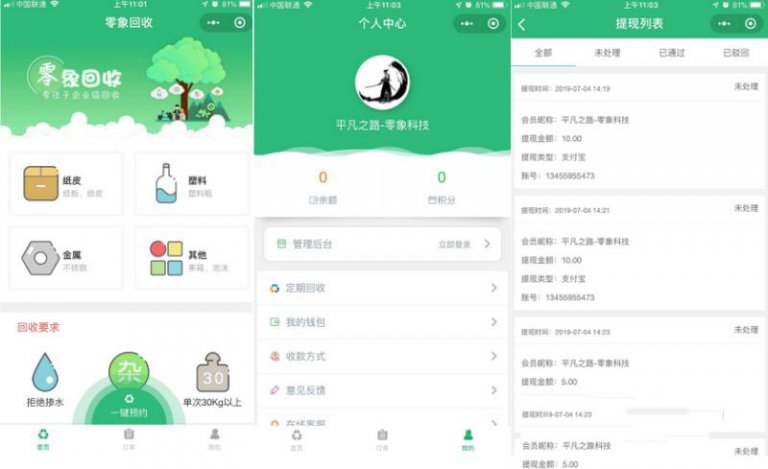 中国联通
上午11:01
81%
零象回收
零象回收
专注于企业级回收
纸皮
纸板、纸皮
塑料
塑料瓶
金属
不锈钢
其他
来福、泡沫
回收要求
杂
30
拒绝掺水
一键预约
单次30Kg以上
首页
订单
我的
中国联通
上午11:03
81%
个人中心
平凡之路-零象科技
0
0
余额
积分
管理后台
立即登录
定期回收
我的钱包
收款方式
意见反馈
在线客服
首页
订单
我的
中国联通
上午11:03
81%
提现列表
全部
未处理
已通过
已驳回
提现时间：2019-07-04 14:19
未处理
会员昵称：平凡之路-零象科技
提现金额：10.00
提现类型：支付宝
账号：13455955473
提现时间：2019-07-04 14:21
未处理
会员昵称：平凡之路-零象科技
提现金额：10.00
提现类型：支付宝
账号：13455955473
提现时间：2019-07-04 14:23
未处理
会员昵称：平凡之路-零象科技
提现金额：5.00
提现时间9-07-04 14:23
会员昵称：平凡之路零象科技
未处理
提现金额：5.00